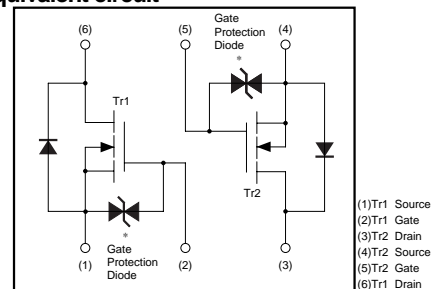 equivalent circuit
(6)
(5)
Gate
Protection
Diode
*
(4)
Tr1
Tr2
*
Gate
Protection
Diode
(1)
(2)
(3)
(1)Tr1 Source
(2)Tr1 Gate
(3)Tr2 Drain
(4)Tr2 Source
(5)Tr2 Gate
(6)Tr1 Drain